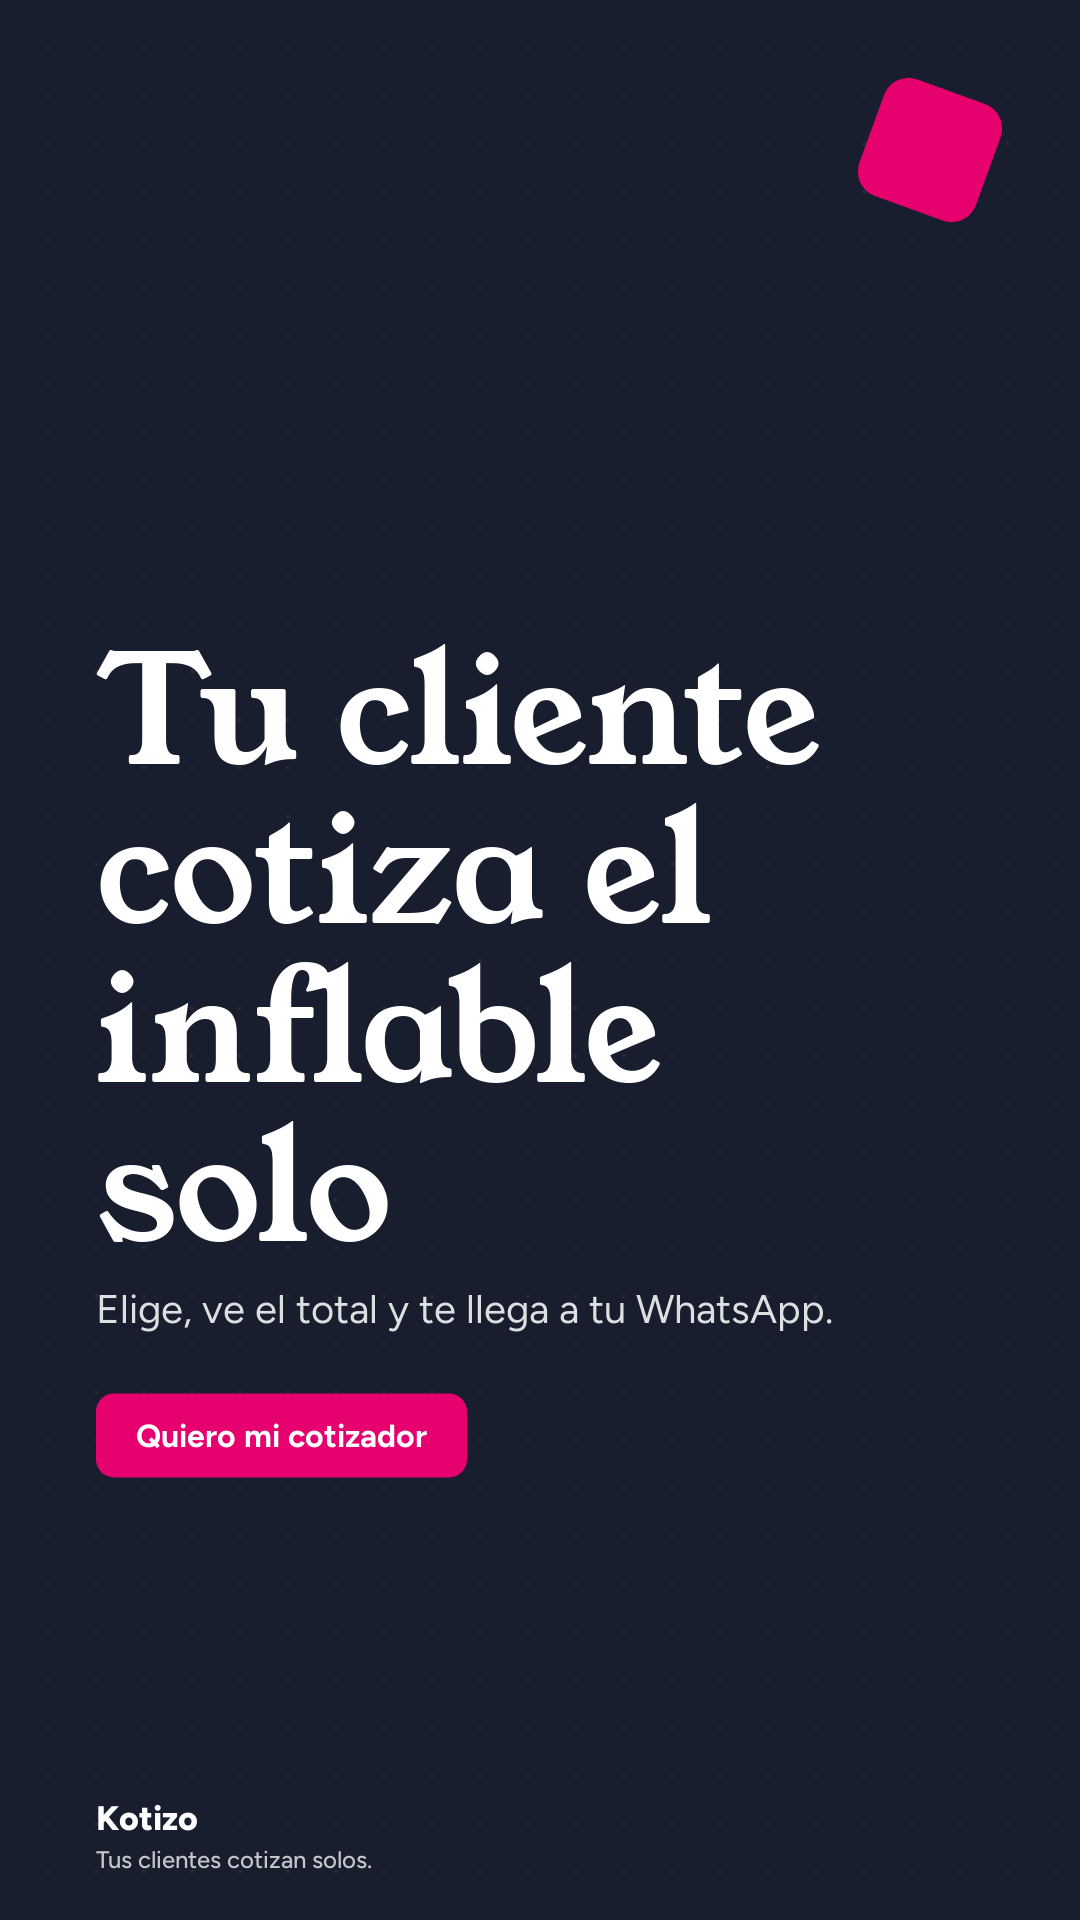 Tu cliente
cotiza el
inflable
solo
Elige, ve el total y te llega a tu WhatsApp.
Quiero mi cotizador
Kotizo
Tus clientes cotizan solos.